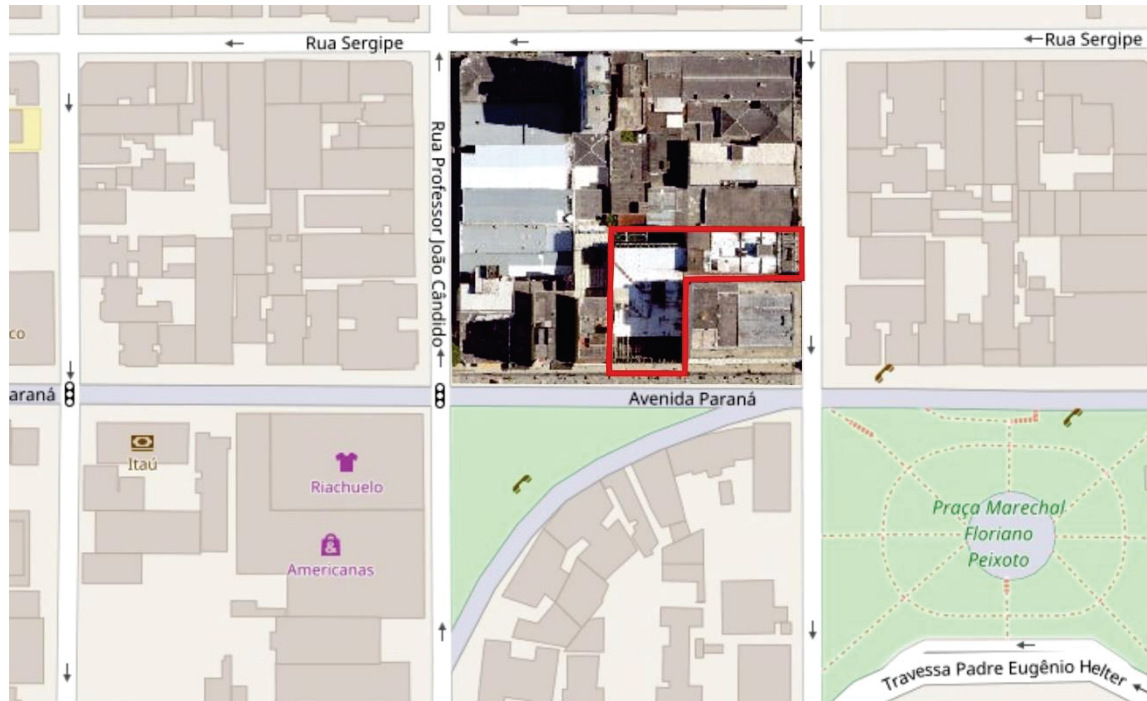 Rua Sergipe
Rua Sergipe
Rua Professor João Cândido
co
araná
Avenida Paraná
Itaú
Riachuelo
&
Americanas
Praça Marechal
Floriano
Peixoto
Travessa Padre Eugênio Helter